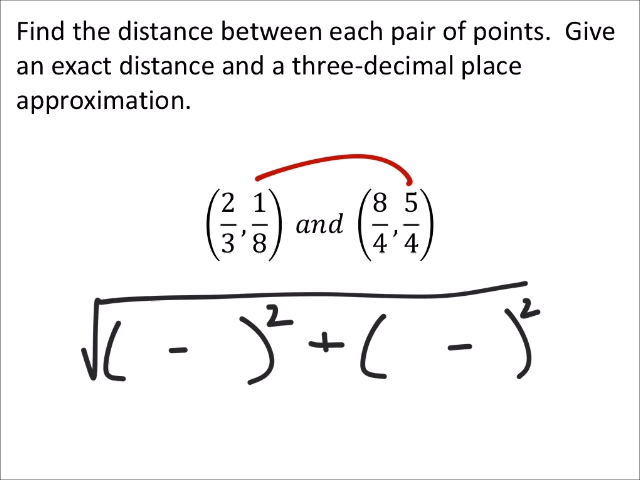 Find the distance between each pair of points. Give
an exact distance and a three-decimal place
approximation.
(2/3, 1/8) and (8/4, 5/4)
√( - )² + ( - )²